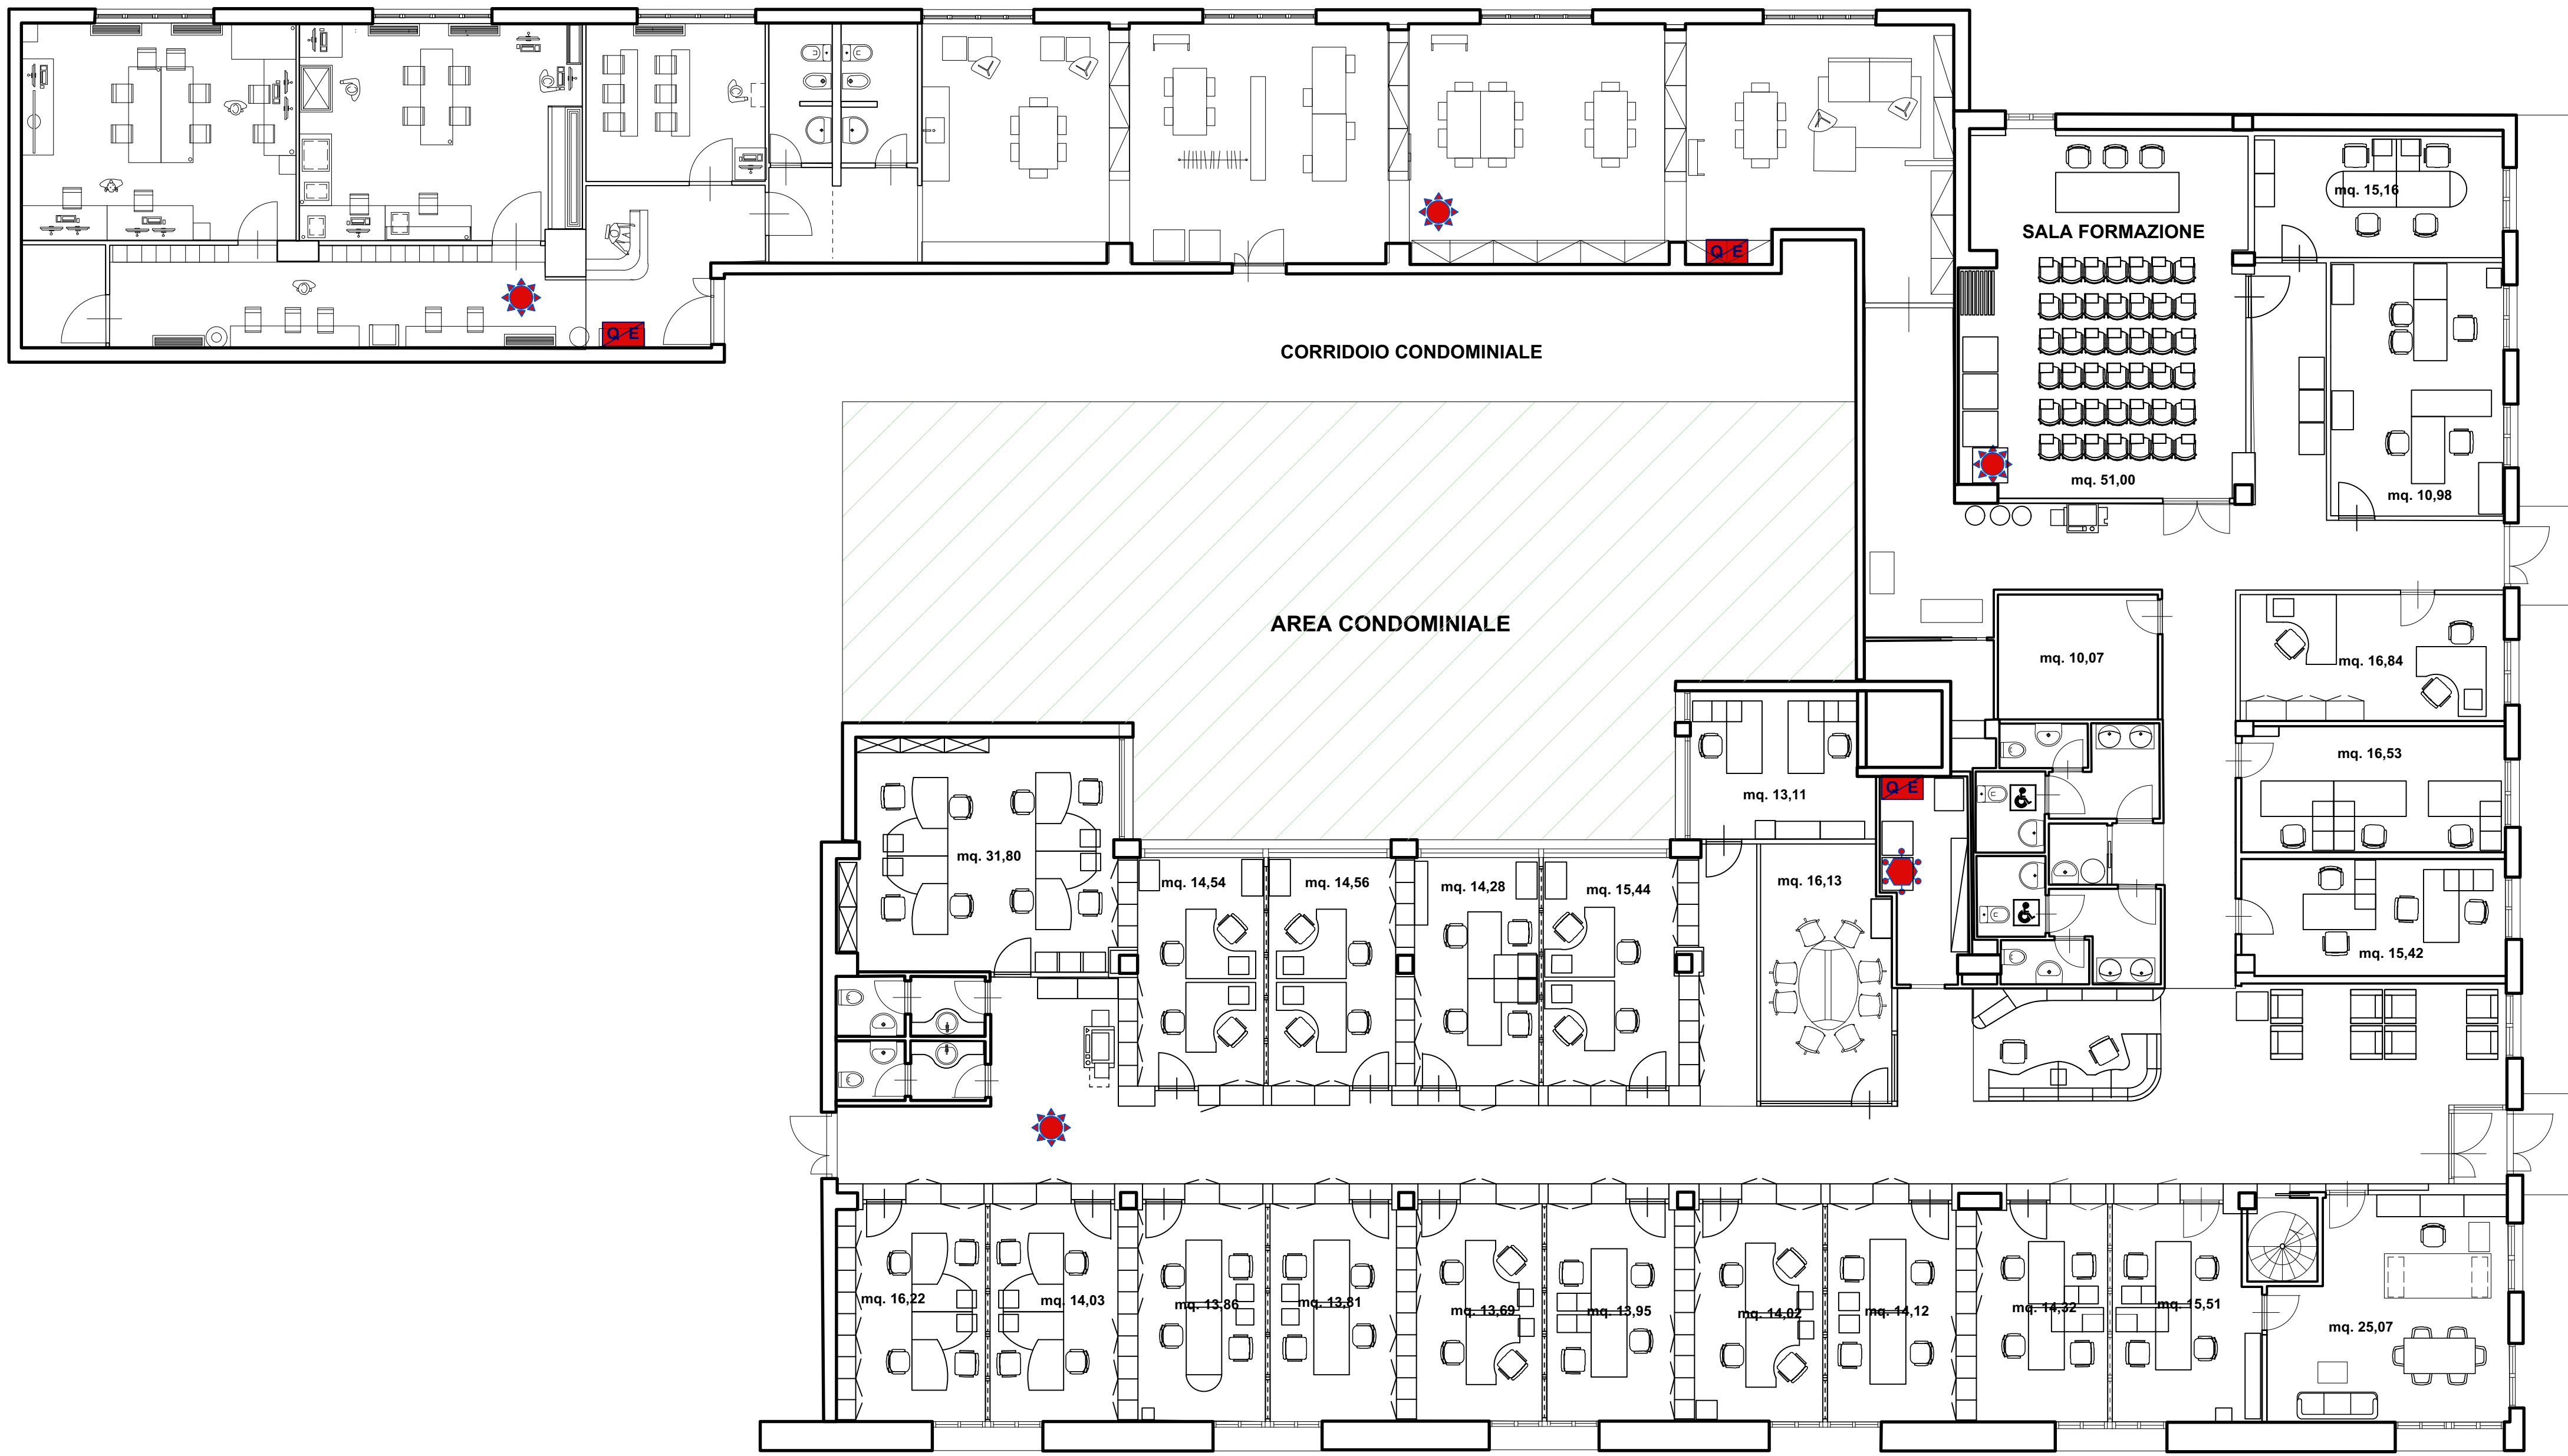 mq. 15,16
SALA FORMAZIONE
Q E
Q E
CORRIDOIO CONDOMINIALE
mq. 51,00
mq. 10,98
AREA CONDOMINIALE
mq. 10,07
mq. 16,84
mq. 16,53
Q E
mq. 13,11
mq. 31,80
mq. 14,54
mq. 14,56
mq. 14,28
mq. 15,44
mq. 16,13
mq. 15,42
mq. 16,22
mq. 14,03
mq. 13,86
mq. 13,81
mq. 13,69
mq. 13,95
mq. 14,02
mq. 14,12
mq. 14,32
mq. 15,51
mq. 25,07